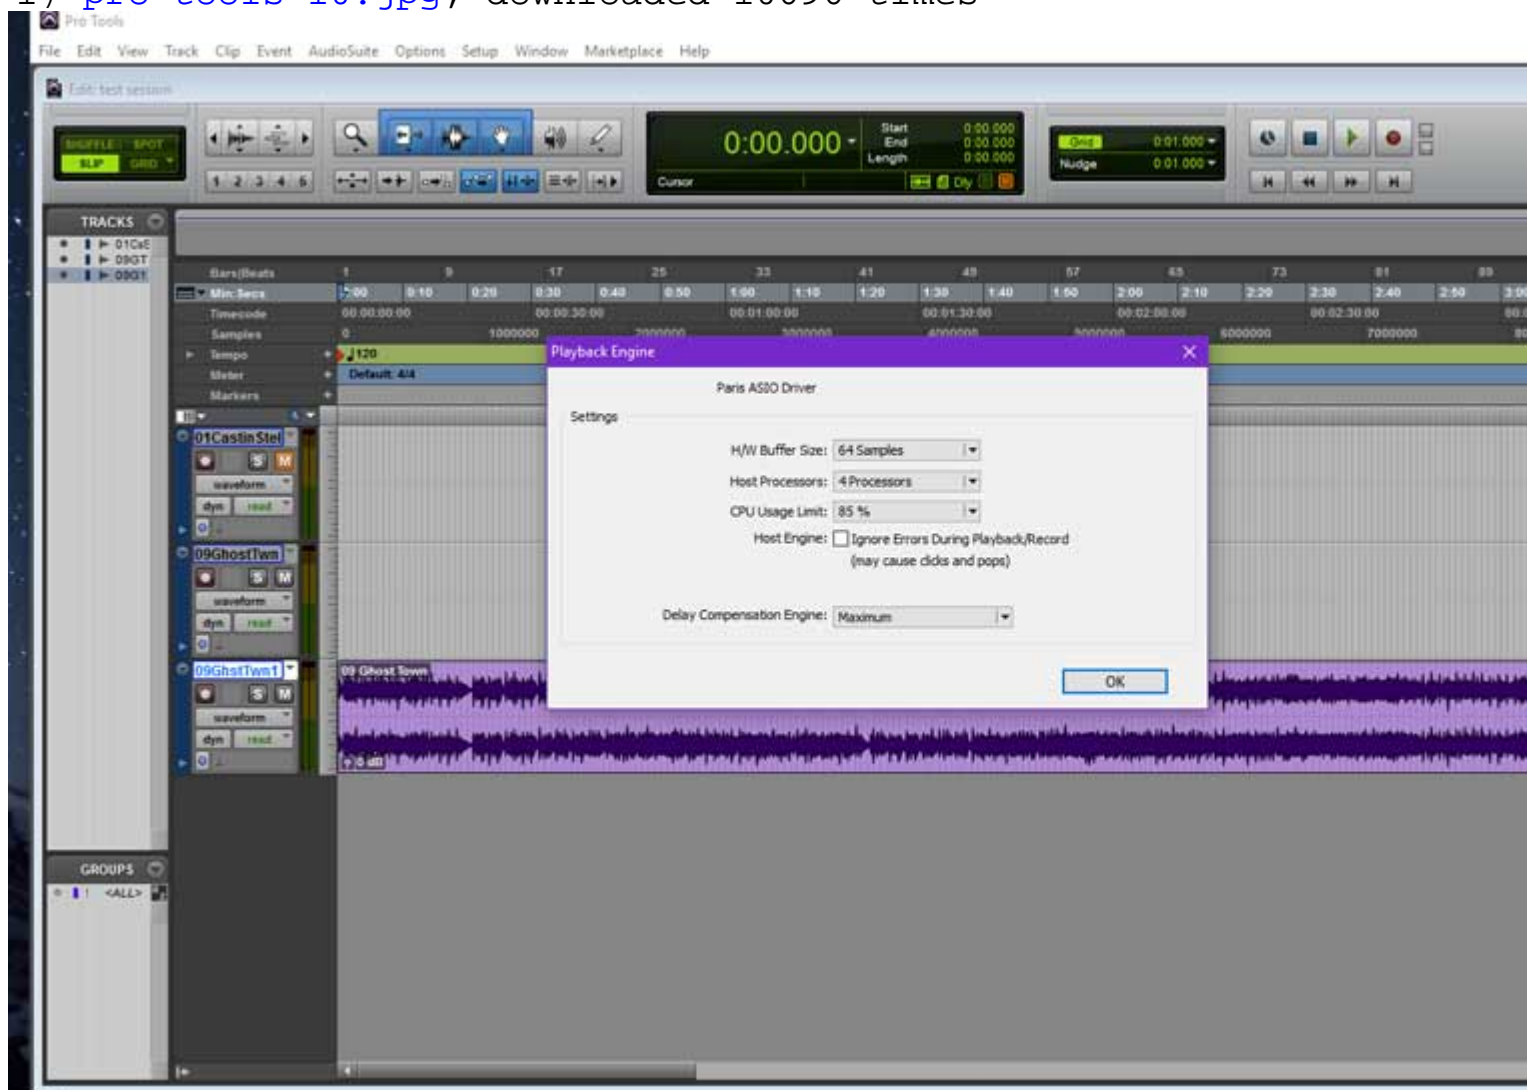 1) pro tools 10.jpg, downloaded 10090 times
Pro Tools
File Edit View Track Clip Event AudioSuite Options Setup Window Marketplace Help
Edit: test session
SHUFFLE SPOT
SLIP GRID
1 2 3 4 5
0:00.000
Start 0:00.000
End 0:00.000
Length 0:00.000
Cursor
Dly
Grid 0:01.000
Nudge 0:01.000
TRACKS
01CsS
09GT
09G1
Bars|Beats 1 9 17 25 33 41 49 57 65 73 81 89
Min:Secs 0:00 0:10 0:20 0:30 0:40 0:50 1:00 1:10 1:20 1:30 1:40 1:50 2:00 2:10 2:20 2:30 2:40 2:50 3:00
Timecode 00:00:00:00 00:00:30:00 00:01:00:00 00:01:30:00 00:02:00:00 00:02:30:00
Samples 0 1000000 2000000 3000000 4000000 5000000 6000000 7000000
Tempo 120
Meter Default: 4/4
Markers
Playback Engine
Paris ASIO Driver
Settings
H/W Buffer Size: 64 Samples
Host Processors: 4 Processors
CPU Usage Limit: 85 %
Host Engine: Ignore Errors During Playback/Record
(may cause clicks and pops)
Delay Compensation Engine: Maximum
OK
01CastinStel
S M
waveform
dyn read
09GhostTwn
S M
waveform
dyn read
09GhstTwn1
S M
waveform
dyn read
09 Ghost Town
0 dB
GROUPS
! <ALL>